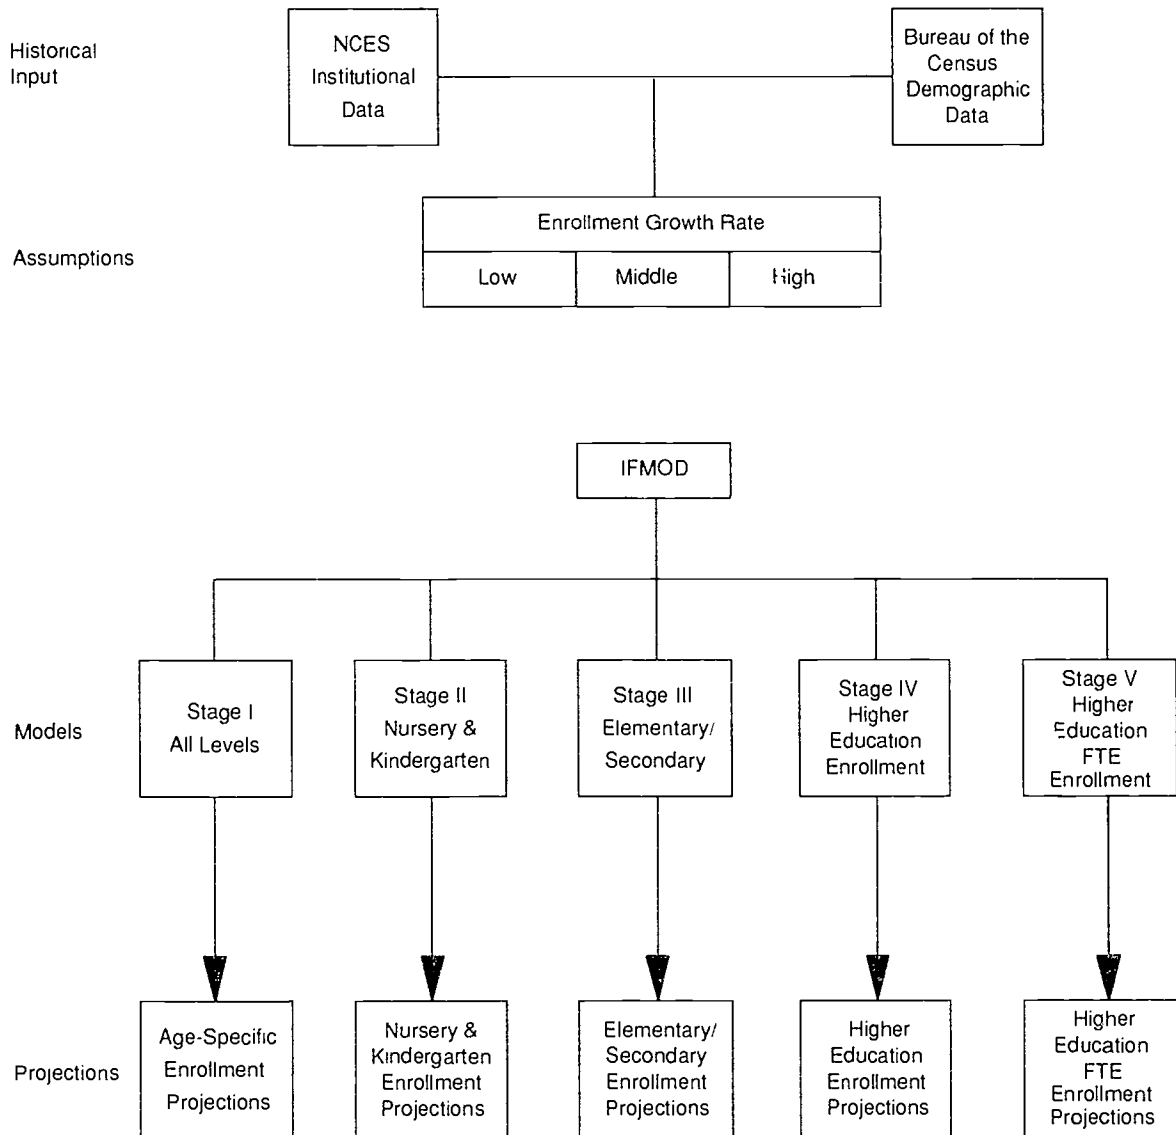 Historical
Input
NCES
Institutional
Data
Bureau of the
Census
Demographic
Data
Assumptions
Enrollment Growth Rate
Low
Middle
High
IFMOD
Models
Stage I
All Levels
Stage II
Nursery &
Kindergarten
Stage III
Elementary/
Secondary
Stage IV
Higher
Education
Enrollment
Stage V
Higher
Education
FTE
Enrollment
Projections
Age-Specific
Enrollment
Projections
Nursery &
Kindergarten
Enrollment
Projections
Elementary/
Secondary
Enrollment
Projections
Higher
Education
Enrollment
Projections
Higher
Education
FTE
Enrollment
Projections